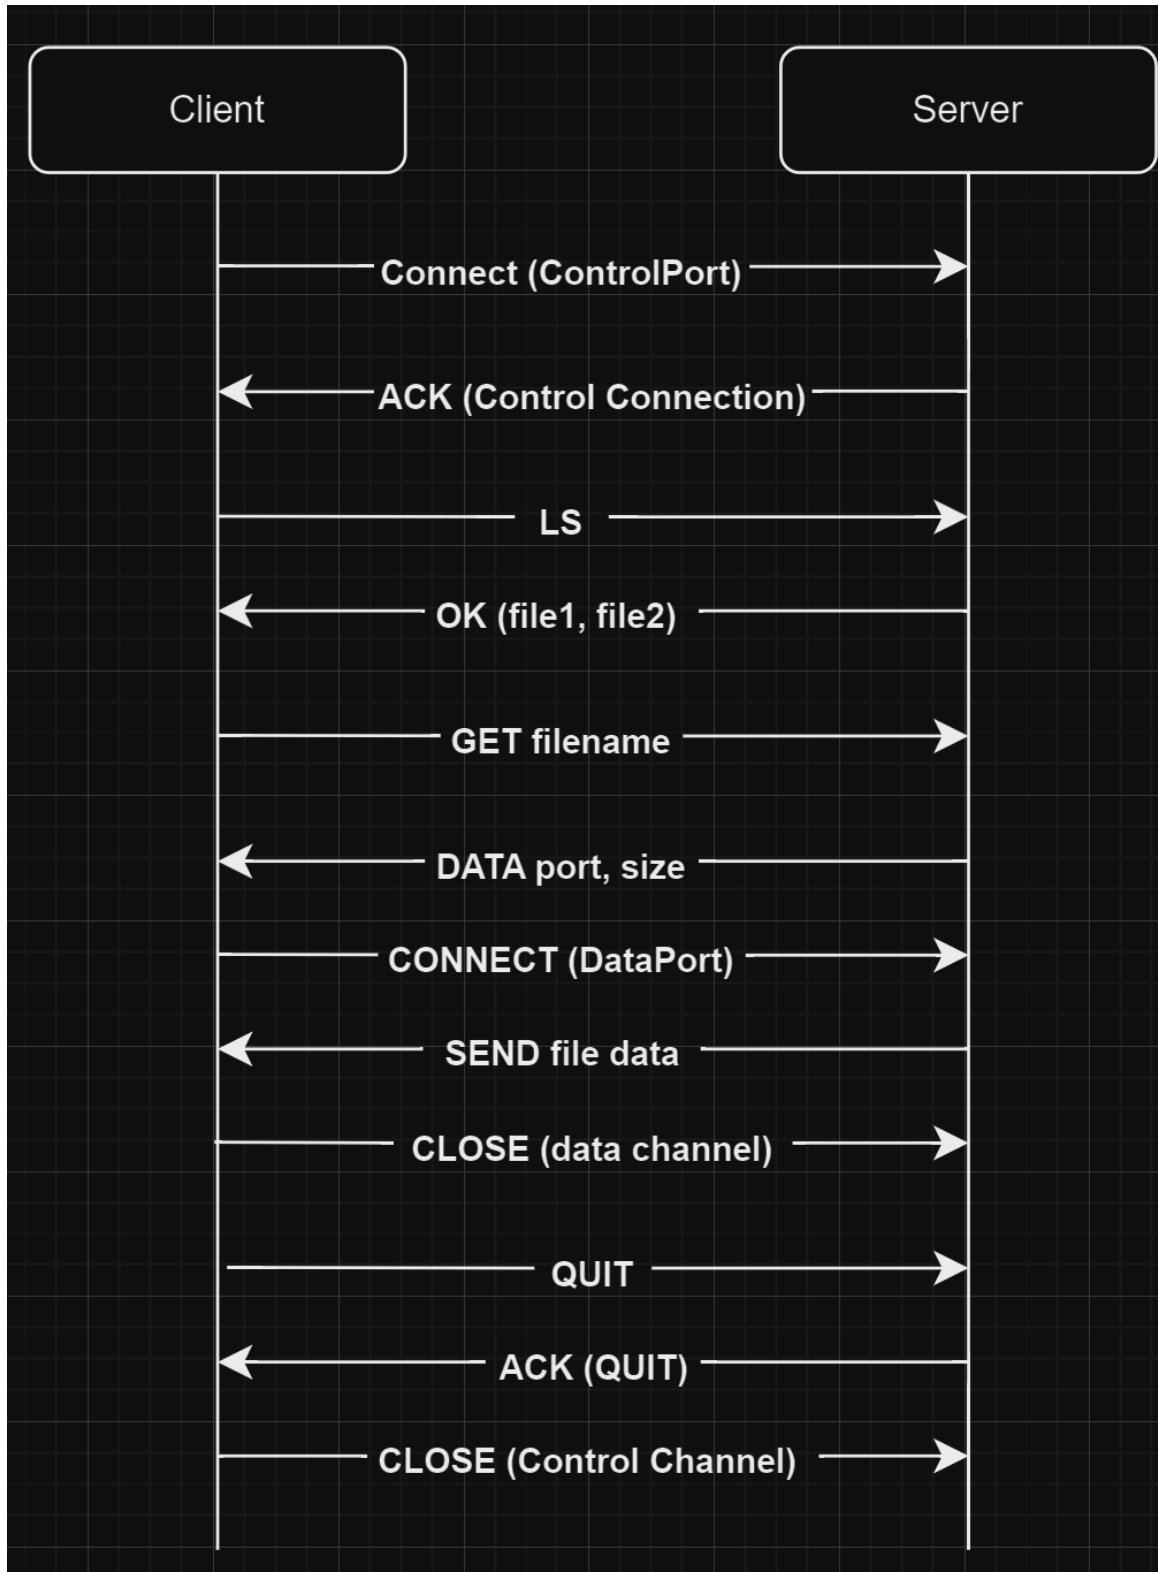 Client
Server
Connect (ControlPort)
ACK (Control Connection)
LS
OK (file1, file2)
GET filename
DATA port, size
CONNECT (DataPort)
SEND file data
CLOSE (data channel)
QUIT
ACK (QUIT)
CLOSE (Control Channel)